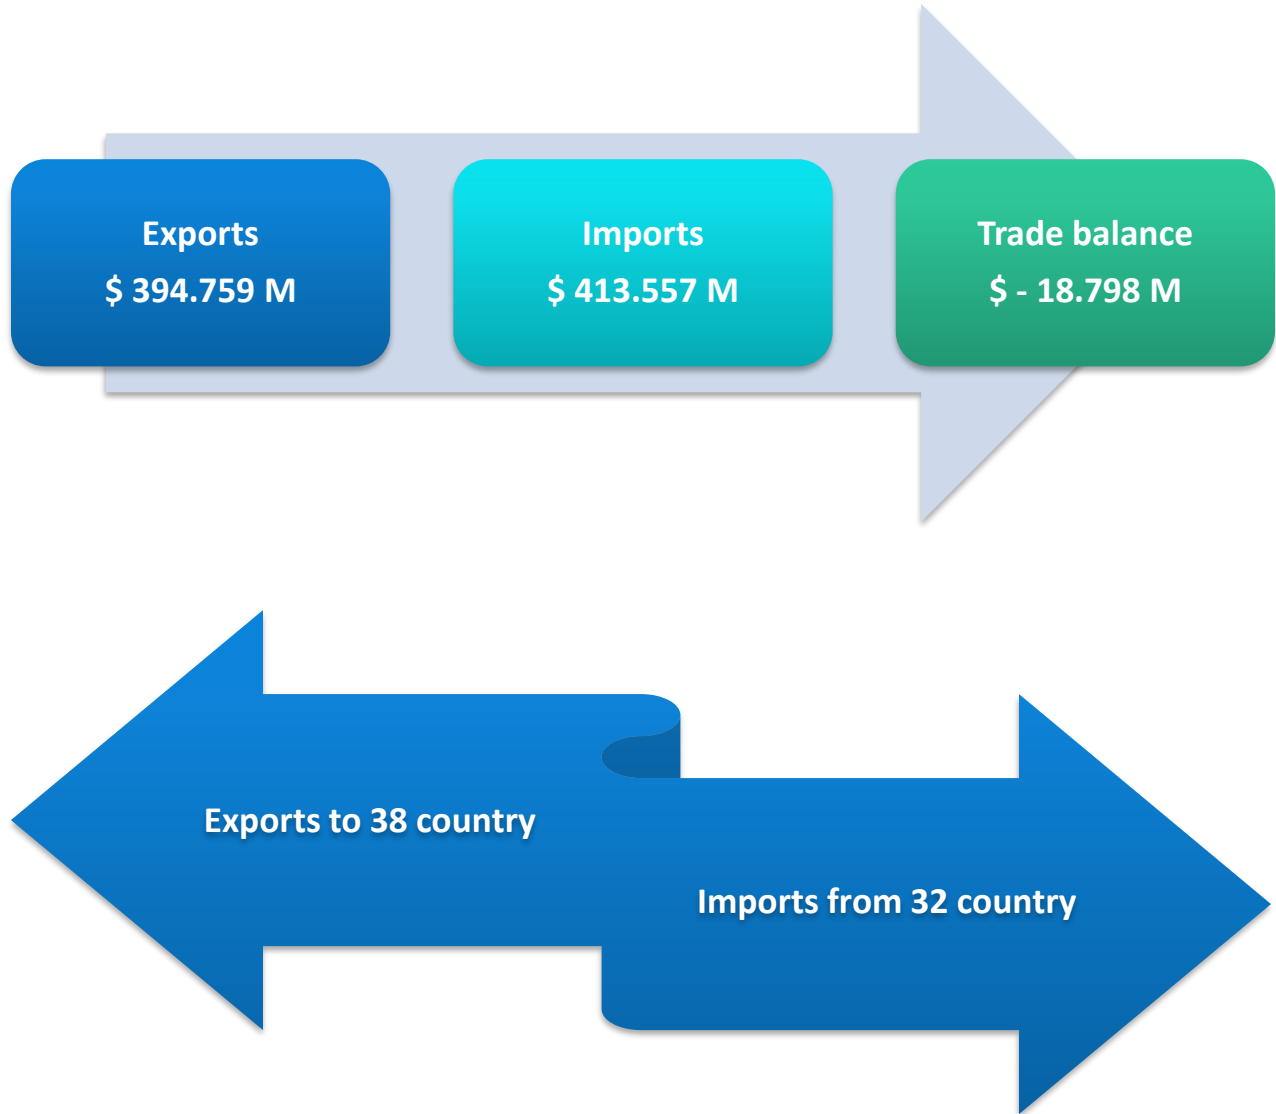 Exports
$ 394.759 M
Imports
$ 413.557 M
Trade balance
$ - 18.798 M
Exports to 38 country
Imports from 32 country